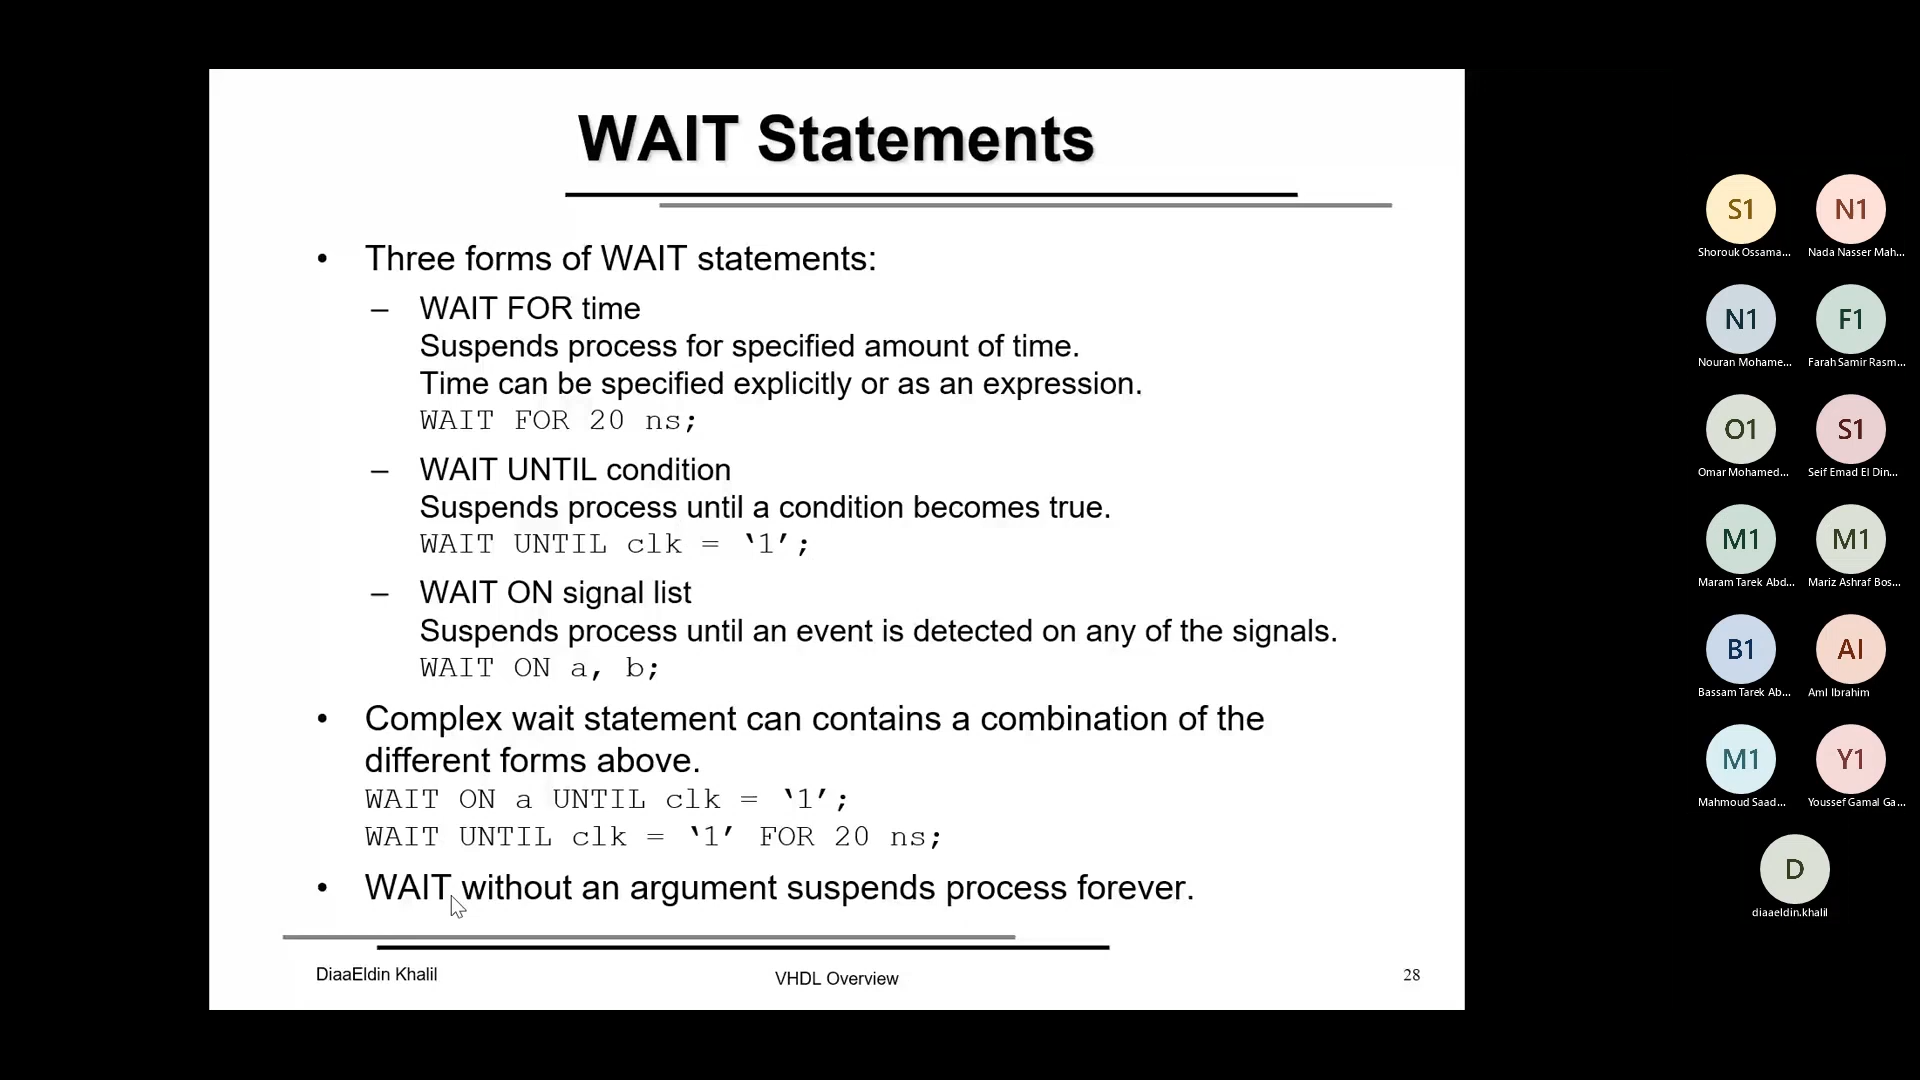 WAIT Statements
• Three forms of WAIT statements:
– WAIT FOR time
Suspends process for specified amount of time.
Time can be specified explicitly or as an expression.
WAIT FOR 20 ns;
– WAIT UNTIL condition
Suspends process until a condition becomes true.
WAIT UNTIL clk = ‘1’;
– WAIT ON signal list
Suspends process until an event is detected on any of the signals.
WAIT ON a, b;
• Complex wait statement can contains a combination of the
different forms above.
WAIT ON a UNTIL clk = ‘1’;
WAIT UNTIL clk = ‘1’ FOR 20 ns;
• WAIT without an argument suspends process forever.
DiaaEldin Khalil
VHDL Overview
28
S1 N1
Shorouk Ossama... Nada Nasser Mah...
N1 F1
Nouran Mohame... Farah Samir Rasm...
O1 S1
Omar Mohamed... Seif Emad El Din...
M1 M1
Maram Tarek Abd... Mariz Ashraf Bos...
B1 AI
Bassam Tarek Ab... Aml Ibrahim
M1 Y1
Mahmoud Saad... Youssef Gamal Ga...
D
diaaeldin.khalil